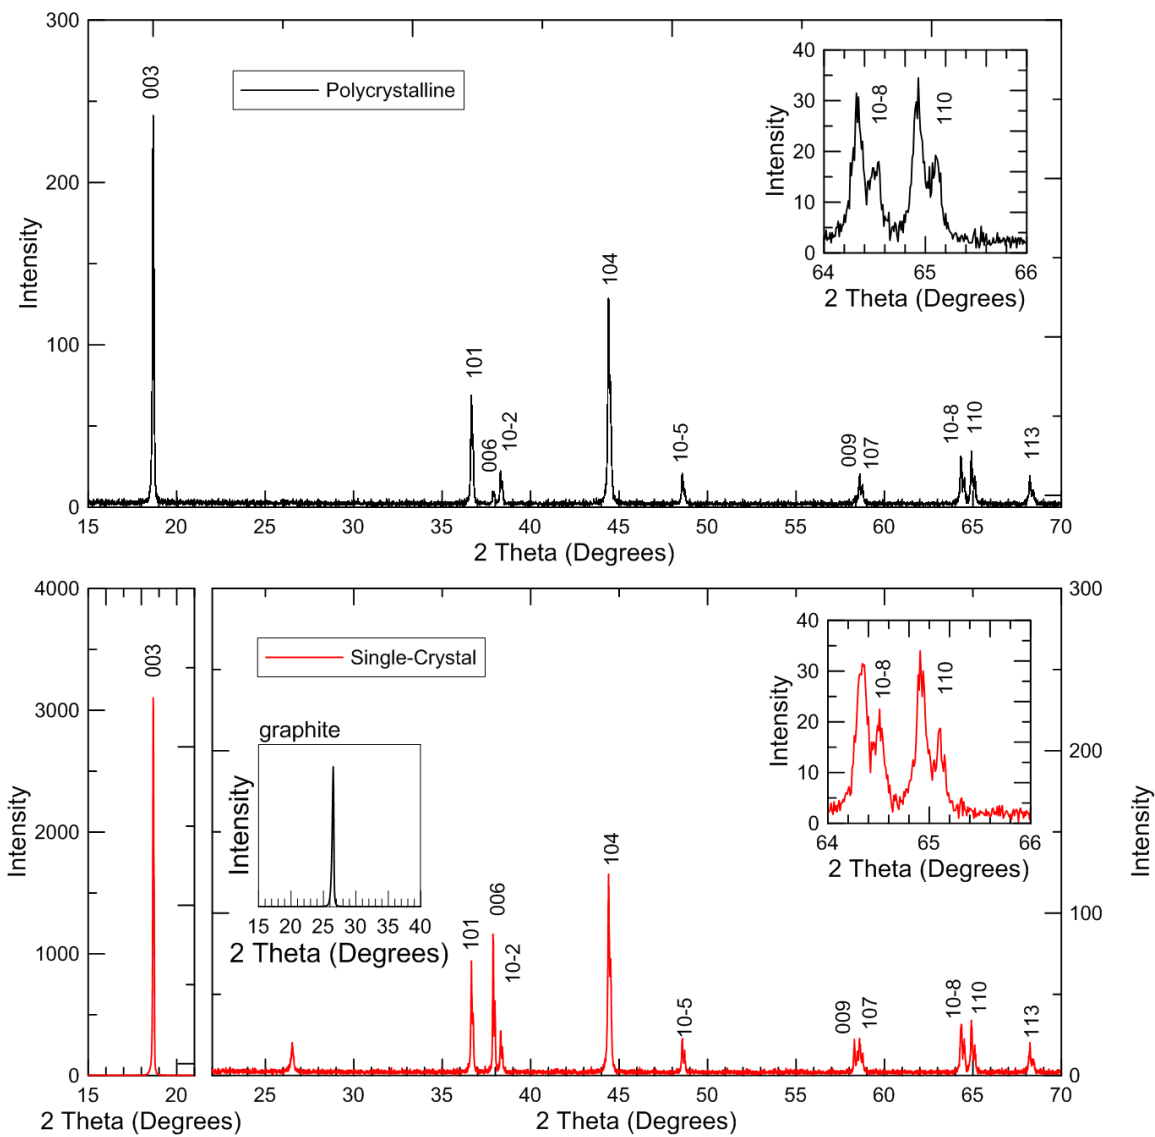 300
200
100
0
Intensity
003
Polycrystalline
101
006
10-2
104
10-5
009
107
10-8
110
113
15 20 25 30 35 40 45 50 55 60 65 70
2 Theta (Degrees)
40
30
20
10
0
Intensity
10-8
110
64 65 66
2 Theta (Degrees)
4000
3000
2000
1000
0
Intensity
003
15 20
2 Theta (Degrees)
Single-Crystal
graphite
Intensity
15 20 25 30 35 40
2 Theta (Degrees)
101
006
10-2
104
10-5
009
107
10-8
110
113
25 30 35 40 45 50 55 60 65 70
2 Theta (Degrees)
300
200
100
0
Intensity
40
30
20
10
0
Intensity
10-8
110
64 65 66
2 Theta (Degrees)